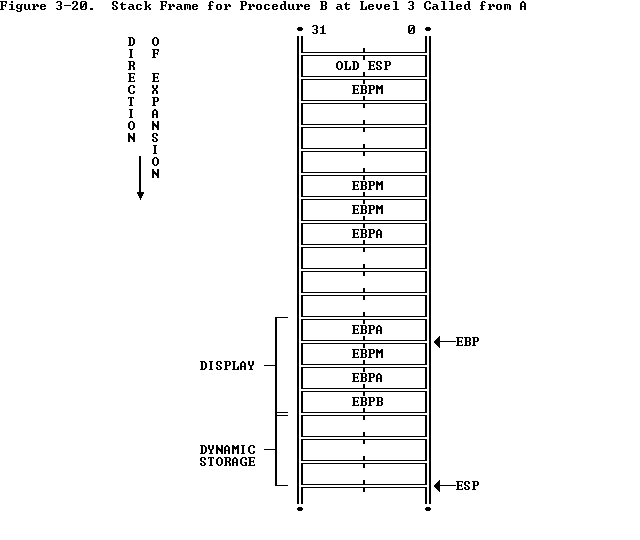 Figure 3-20.  Stack Frame for Procedure B at Level 3 Called from A
31 0
DIRECTION
OF EXPANSION
OLD ESP
EBPM
EBPM
EBPM
EBPA
EBPA
EBP
EBPM
DISPLAY
EBPA
EBPB
DYNAMIC
STORAGE
ESP